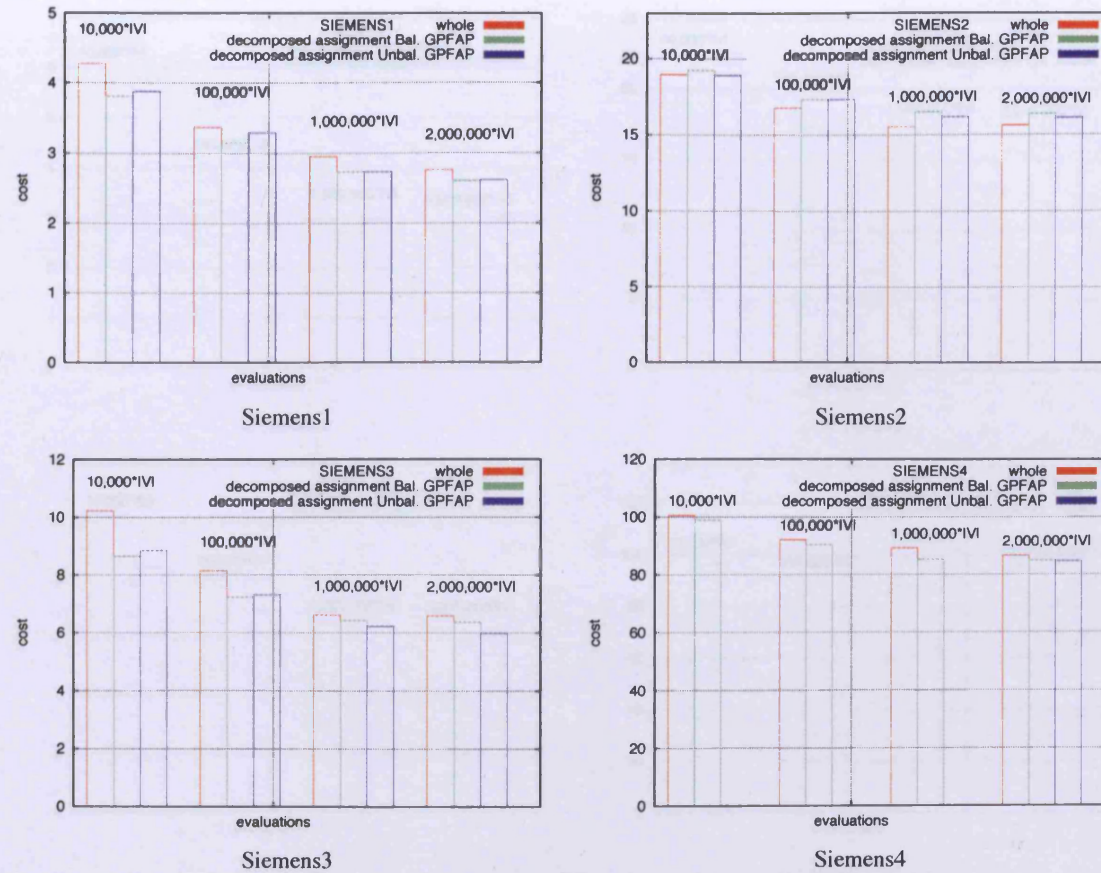 SIEMENS1 whole
decomposed assignment Bal. GPFAP
decomposed assignment Unbal. GPFAP
10,000*IVI
100,000*IVI
1,000,000*IVI
2,000,000*IVI
5
4
3
2
1
0
cost
evaluations
Siemens1
SIEMENS2 whole
decomposed assignment Bal. GPFAP
decomposed assignment Unbal. GPFAP
10,000*IVI
100,000*IVI
1,000,000*IVI
2,000,000*IVI
20
15
10
5
0
cost
evaluations
Siemens2
SIEMENS3 whole
decomposed assignment Bal. GPFAP
decomposed assignment Unbal. GPFAP
10,000*IVI
100,000*IVI
1,000,000*IVI
2,000,000*IVI
12
10
8
6
4
2
0
cost
evaluations
Siemens3
SIEMENS4 whole
decomposed assignment Bal. GPFAP
decomposed assignment Unbal. GPFAP
10,000*IVI
100,000*IVI
1,000,000*IVI
2,000,000*IVI
120
100
80
60
40
20
0
cost
evaluations
Siemens4